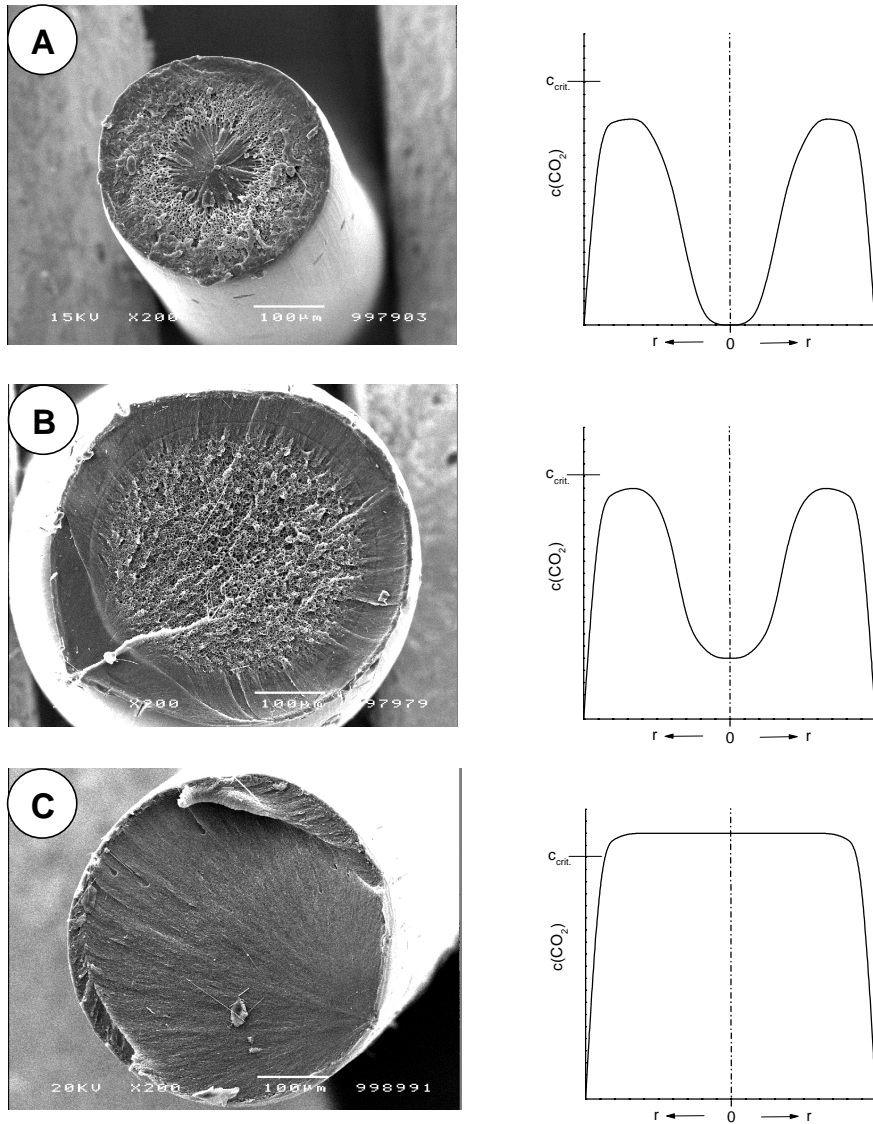 A
15KV X200 100μm 997903
c_crit.
c(CO₂)
r 0 r
B
X200 100μm 97979
c_crit.
c(CO₂)
r 0 r
C
20KV X200 100μm 998991
c_crit.
c(CO₂)
r 0 r